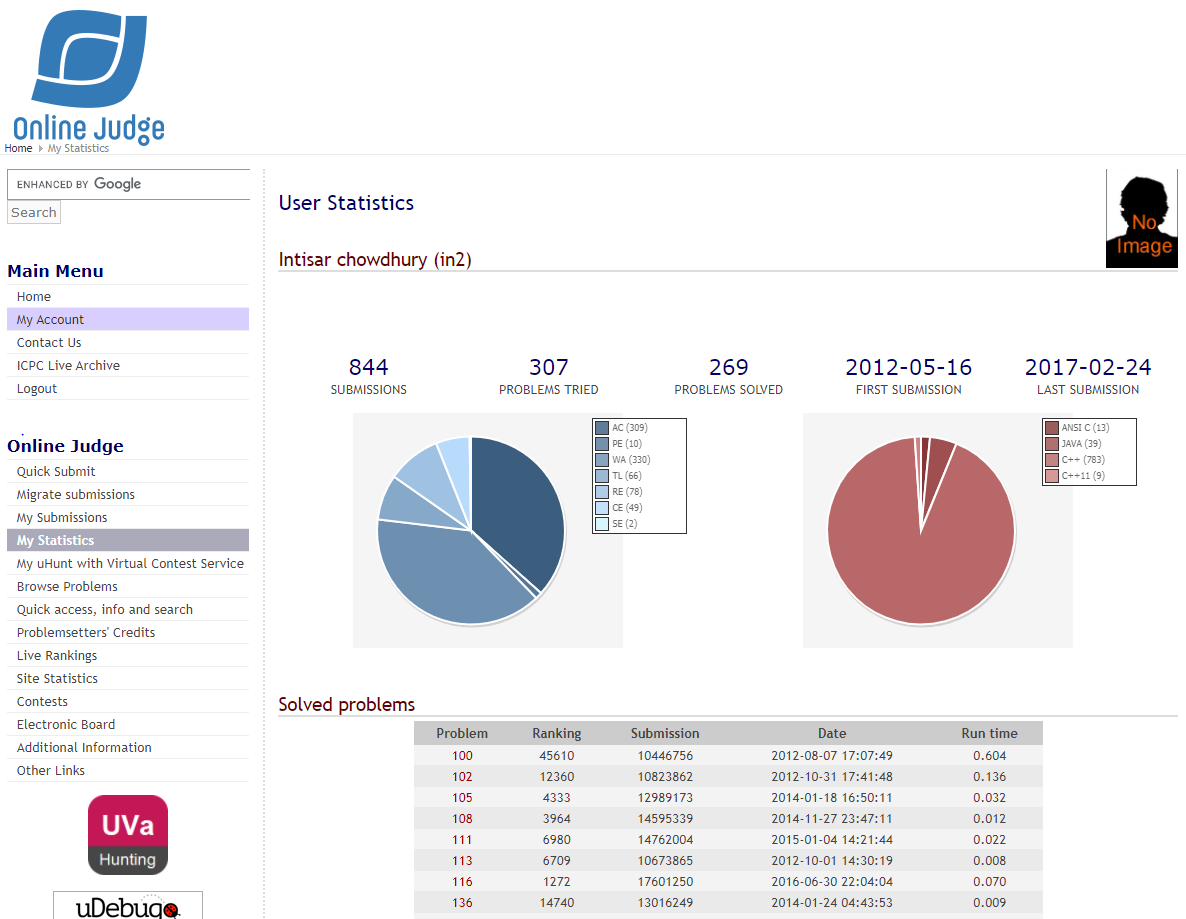 Online Judge
Home My Statistics
ENHANCED BY Google
Search
Main Menu
Home
My Account
Contact Us
ICPC Live Archive
Logout
Online Judge
Quick Submit
Migrate submissions
My Submissions
My Statistics
My uHunt with Virtual Contest Service
Browse Problems
Quick access, info and search
Problemsetters' Credits
Live Rankings
Site Statistics
Contests
Electronic Board
Additional Information
Other Links
UVa
Hunting
uDebug
User Statistics
No
Image
Intisar chowdhury (in2)
844 307 269 2012-05-16 2017-02-24
SUBMISSIONS PROBLEMS TRIED PROBLEMS SOLVED FIRST SUBMISSION LAST SUBMISSION
AC (309)
PE (10)
WA (330)
TL (66)
RE (78)
CE (49)
SE (2)
ANSI C (13)
JAVA (39)
C++ (783)
C++11 (9)
Solved problems
Problem Ranking Submission Date Run time
100 45610 10446756 2012-08-07 17:07:49 0.604
102 12360 10823862 2012-10-31 17:41:48 0.136
105 4333 12989173 2014-01-18 16:50:11 0.032
108 3964 14595339 2014-11-27 23:47:11 0.012
111 6980 14762004 2015-01-04 14:21:44 0.022
113 6709 10673865 2012-10-01 14:30:19 0.008
116 1272 17601250 2016-06-30 22:04:04 0.070
136 14740 13016249 2014-01-24 04:43:53 0.009